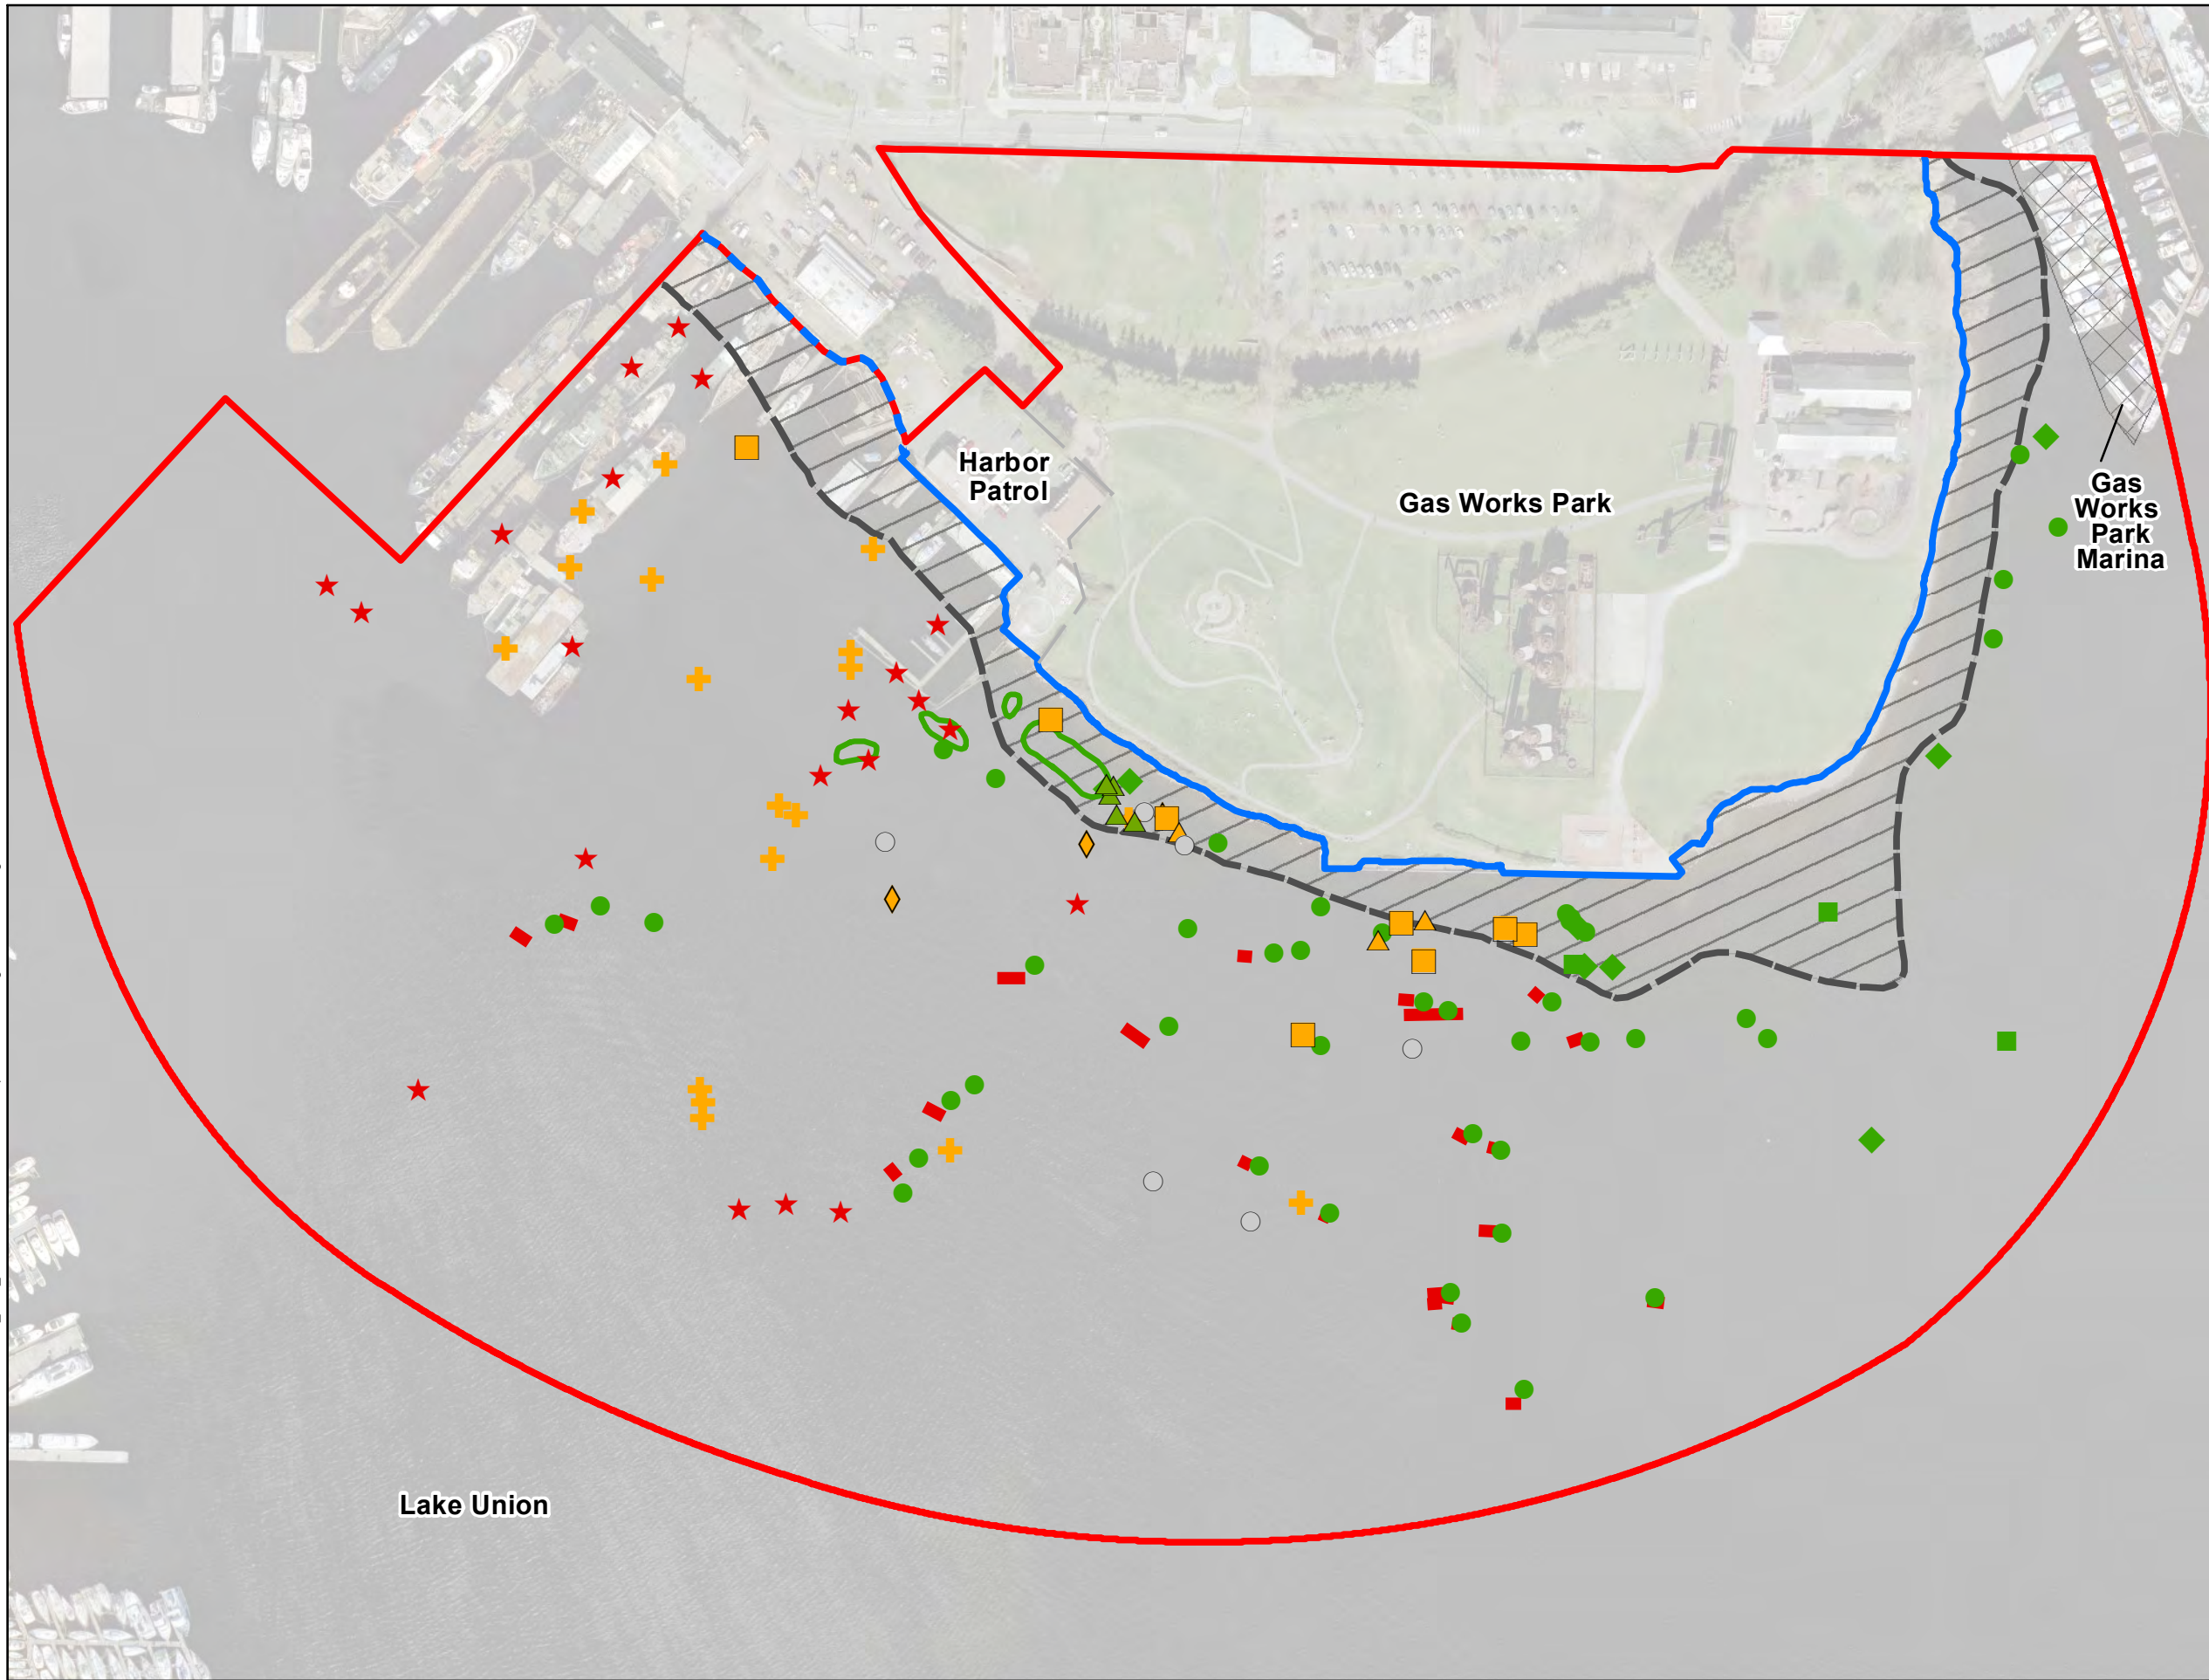 Harbor
Patrol
Gas Works Park
Gas
Works
Park
Marina
Lake Union